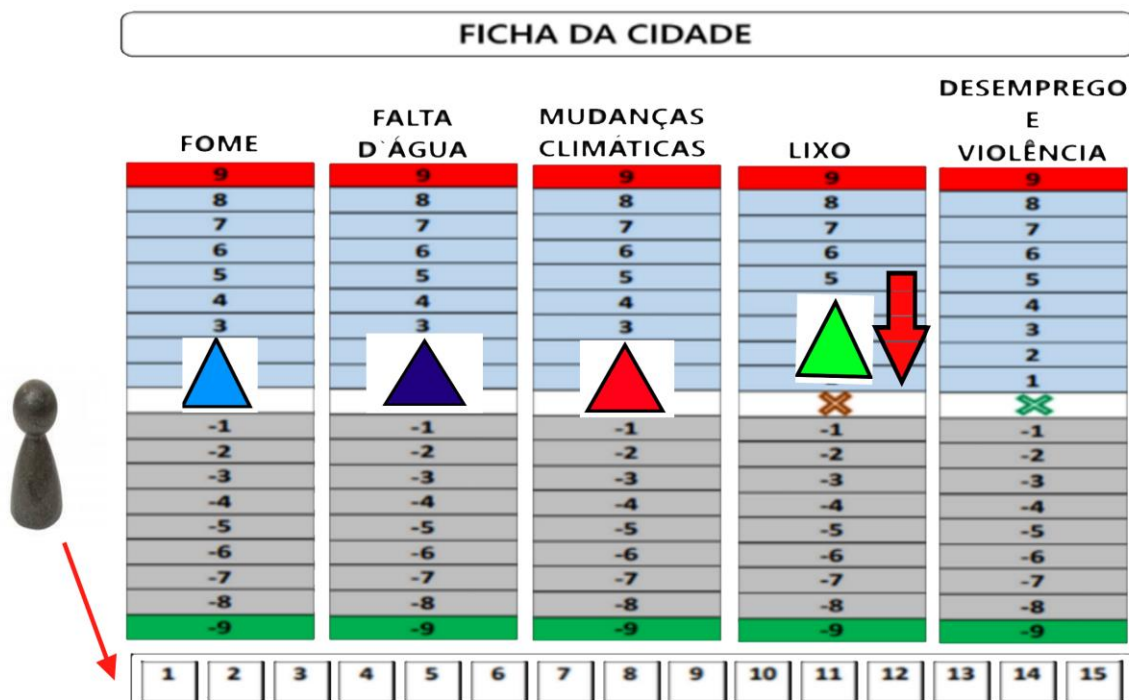 FICHA DA CIDADE
FOME
FALTA
D`ÁGUA
MUDANÇAS
CLIMÁTICAS
LIXO
DESEMPREGO
E
VIOLÊNCIA
9 9 9 9 9
8 8 8 8 8
7 7 7 7 7
6 6 6 6 6
5 5 5 5 5
4 4 4 4
3 3 3 3
2
1
-1 -1 -1 -1 -1
-2 -2 -2 -2 -2
-3 -3 -3 -3 -3
-4 -4 -4 -4 -4
-5 -5 -5 -5 -5
-6 -6 -6 -6 -6
-7 -7 -7 -7 -7
-8 -8 -8 -8 -8
-9 -9 -9 -9 -9
1 2 3 4 5 6 7 8 9 10 11 12 13 14 15